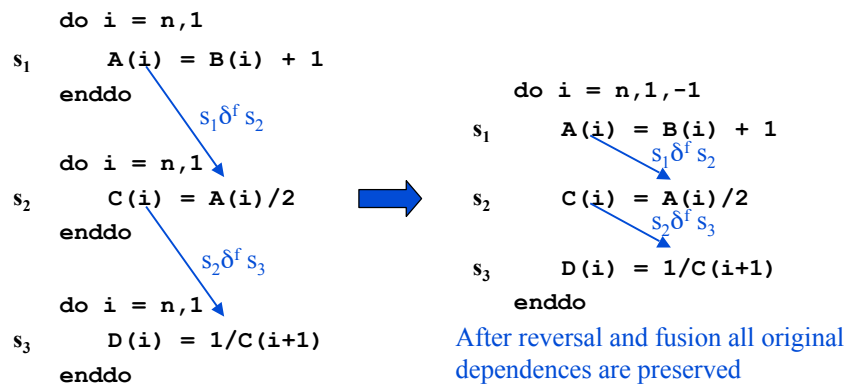 do i = n,1
s₁ A(i) = B(i) + 1
enddo
s₁δᶠ s₂
do i = n,1
s₂ C(i) = A(i)/2
enddo
s₂δᶠ s₃
do i = n,1
s₃ D(i) = 1/C(i+1)
enddo
do i = n,1,-1
s₁ A(i) = B(i) + 1
s₁δᶠ s₂
s₂ C(i) = A(i)/2
s₂δᶠ s₃
s₃ D(i) = 1/C(i+1)
enddo
After reversal and fusion all original
dependences are preserved